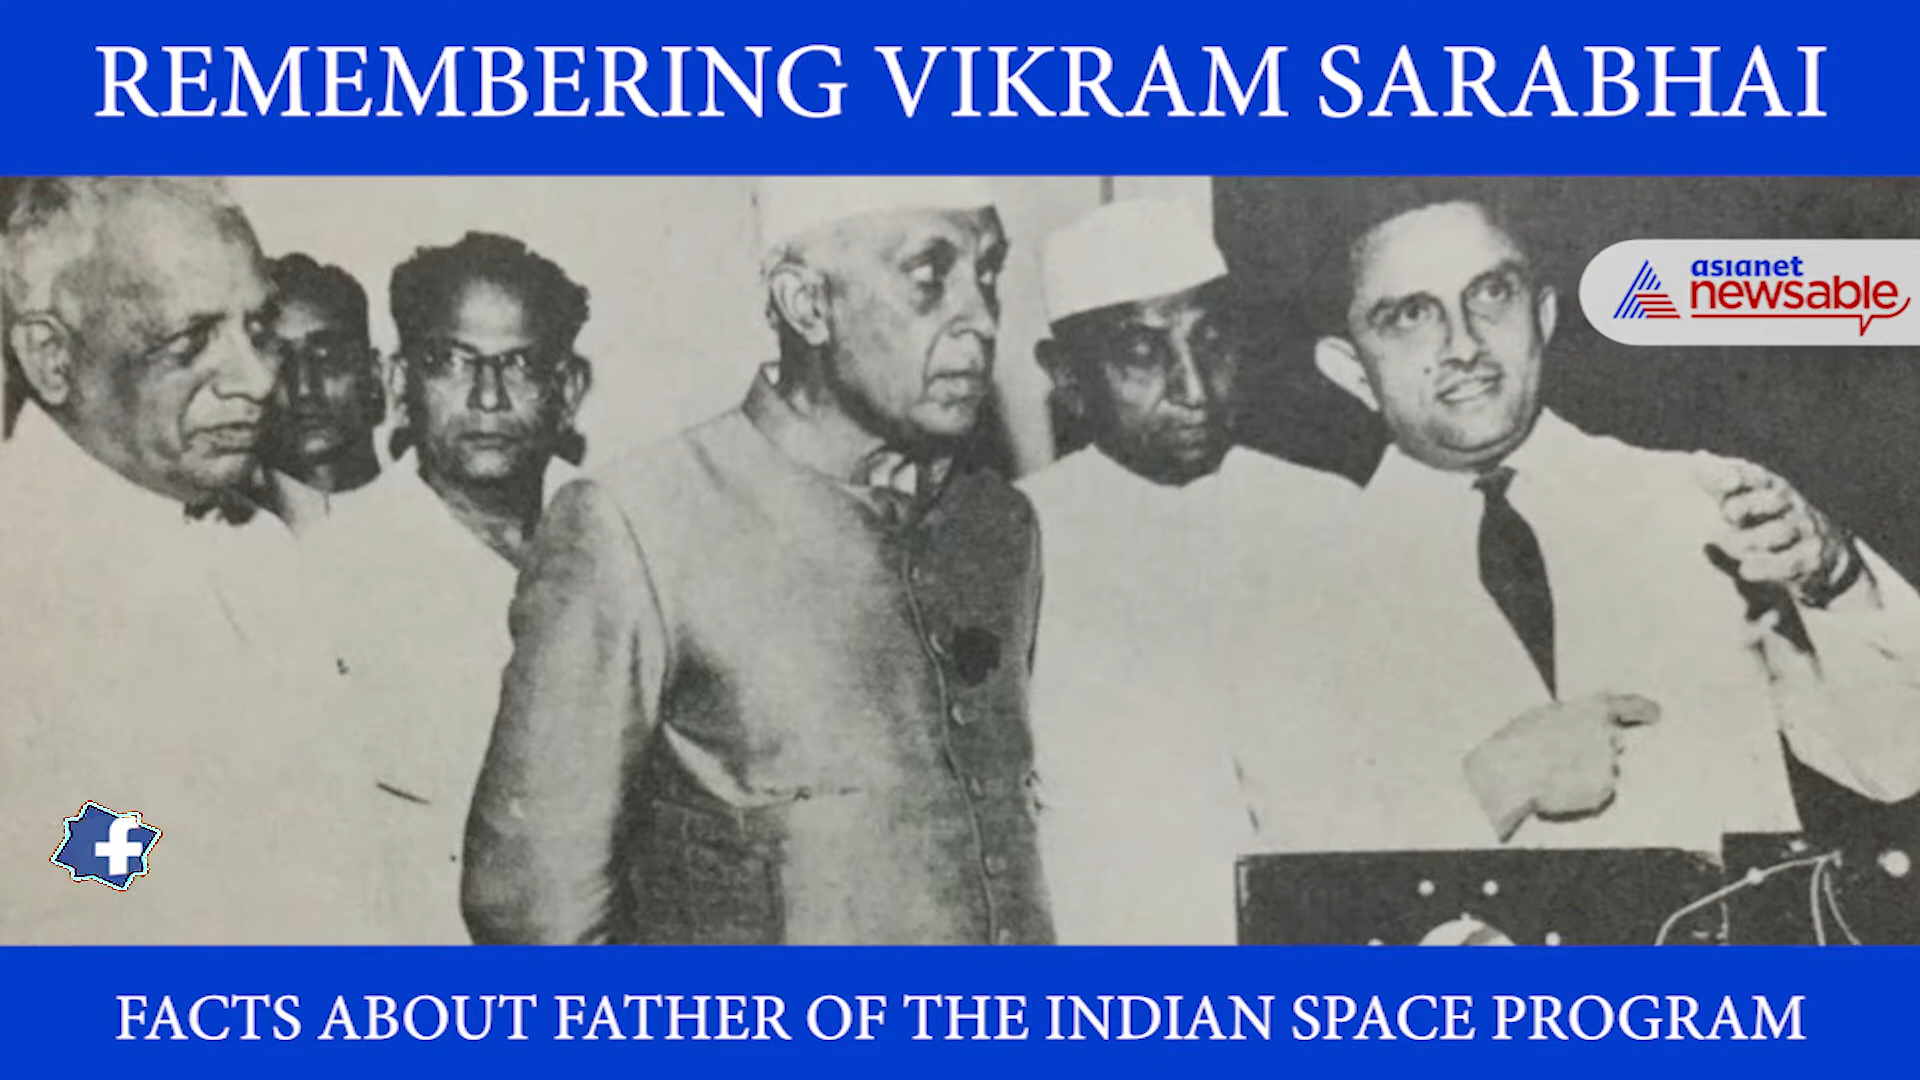 REMEMBERING VIKRAM SARABHAI
asianet
newsable
f
FACTS ABOUT FATHER OF THE INDIAN SPACE PROGRAM